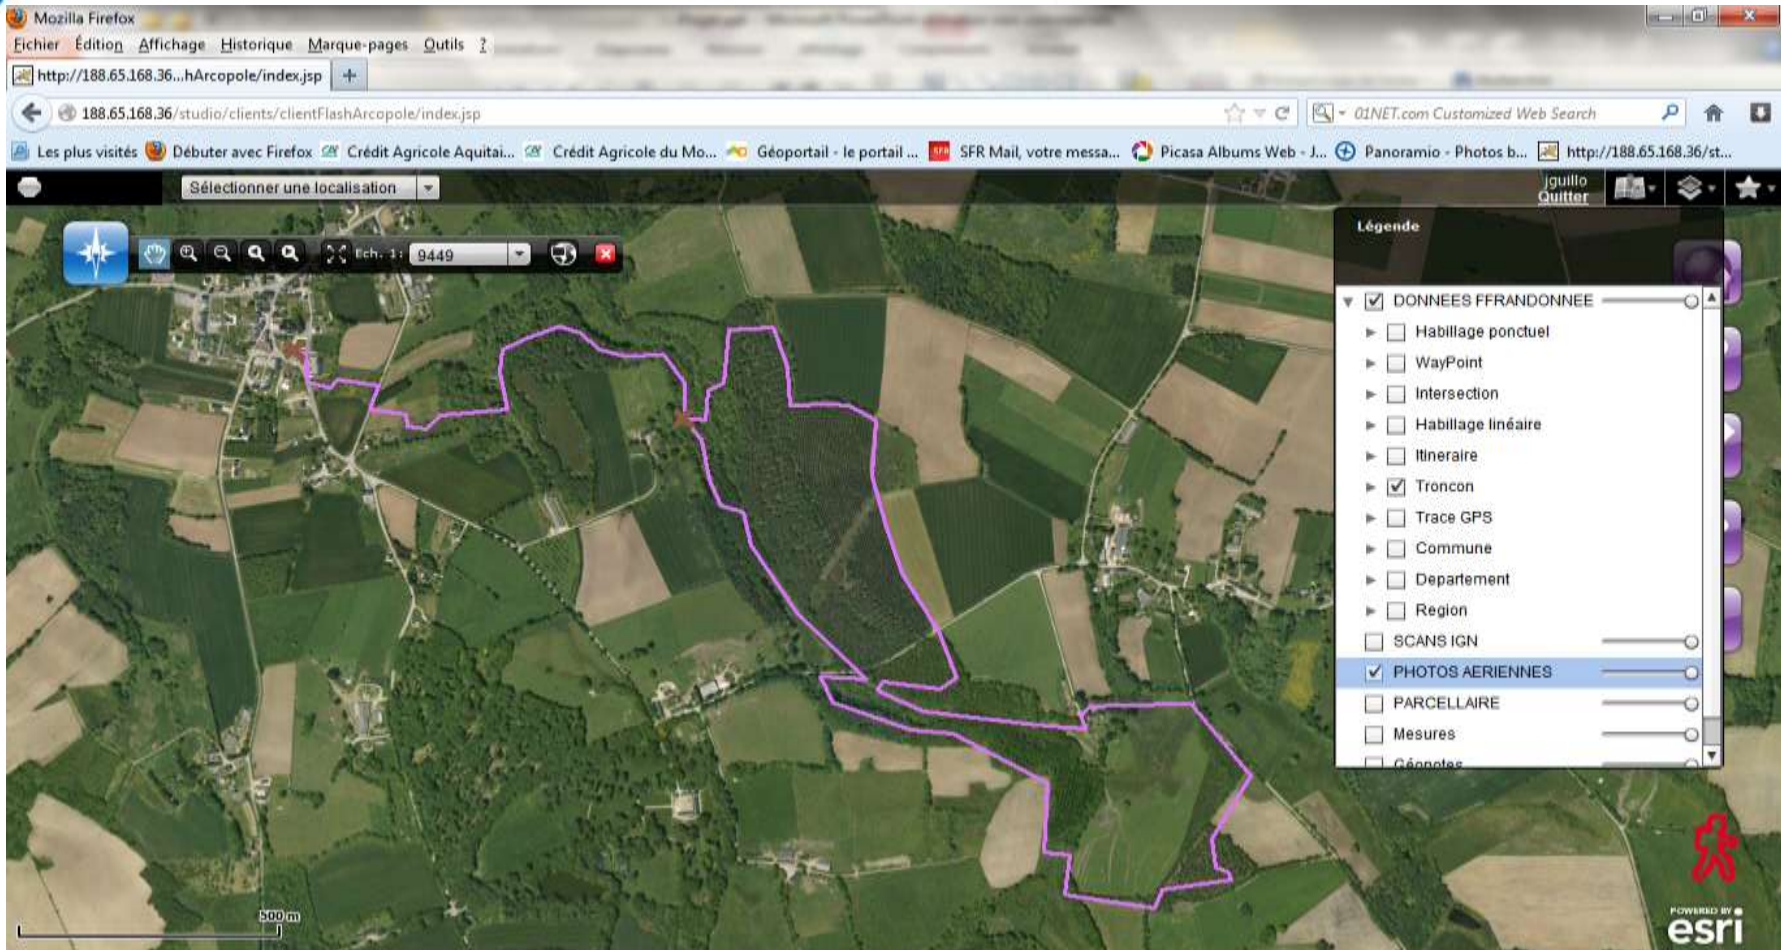 Mozilla Firefox
Fichier Édition Affichage Historique Marque-pages Outils ?
http://188.65.168.36...hArcopole/index.jsp +
188.65.168.36/studio/clients/clientFlashArcopole/index.jsp 01NET.com Customized Web Search
Les plus visités Débuter avec Firefox Crédit Agricole Aquitai... Crédit Agricole du Mo... Géoportail - le portail ... SFR SFR Mail, votre messa... Picasa Albums Web - J... Panoramio - Photos b... http://188.65.168.36/st...
Sélectionner une localisation jguillo
Quitter
Légende
Ech. 1: 9449
DONNEES FFRANDONNEE
Habillage ponctuel
WayPoint
Intersection
Habillage linéaire
Itineraire
Troncon
Trace GPS
Commune
Departement
Region
SCANS IGN
PHOTOS AERIENNES
PARCELLAIRE
Mesures
Géonotes
500 m
POWERED BY
esri